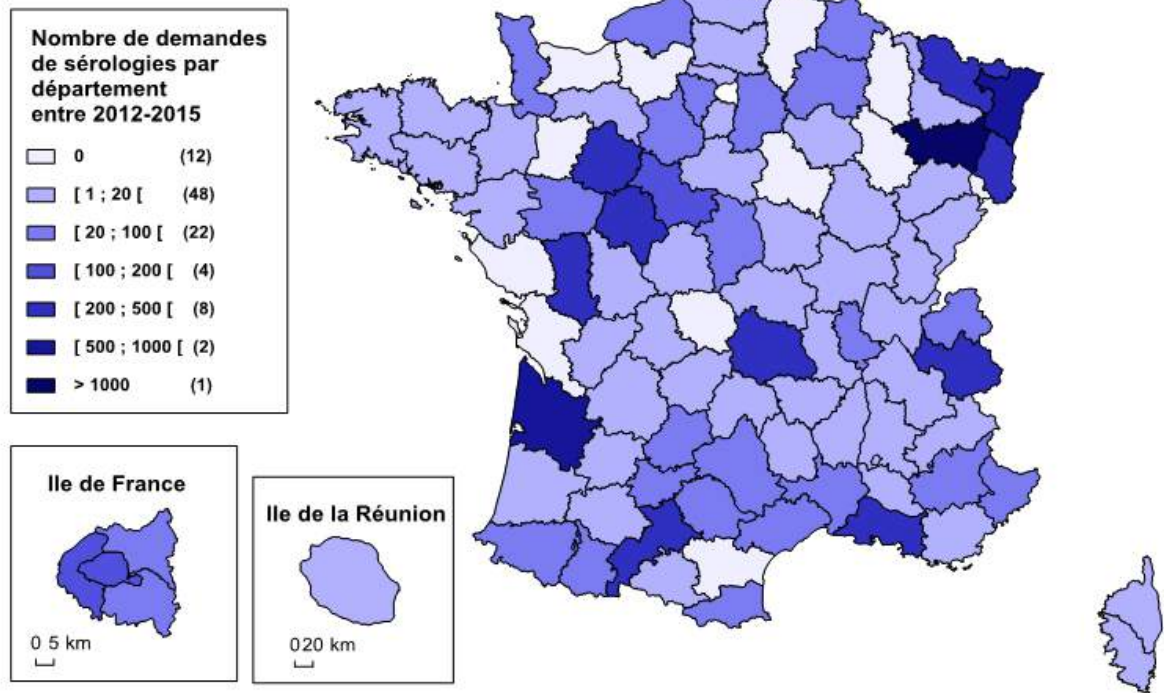 Nombre de demandes
de sérologies par
département
entre 2012-2015
0 (12)
[ 1 ; 20 [ (48)
[ 20 ; 100 [ (22)
[ 100 ; 200 [ (4)
[ 200 ; 500 [ (8)
[ 500 ; 1000 [ (2)
> 1000 (1)
Ile de France
0 5 km
Ile de la Réunion
0 20 km